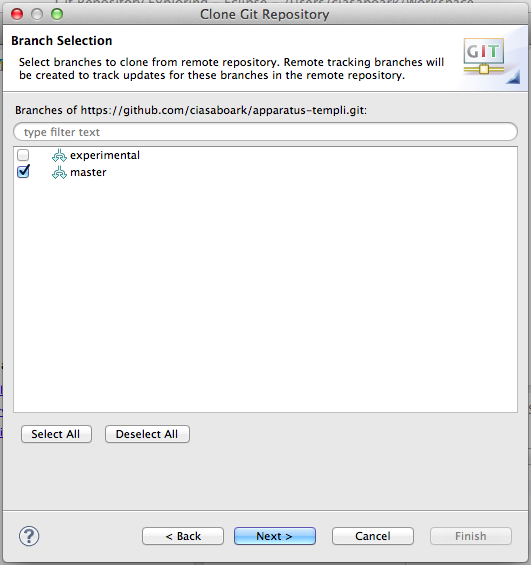 Clone Git Repository
Branch Selection
Select branches to clone from remote repository. Remote tracking branches will
be created to track updates for these branches in the remote repository.
GIT
Branches of https://github.com/ciasaboark/apparatus-templi.git:
type filter text
experimental
master
Select All
Deselect All
?
< Back
Next >
Cancel
Finish